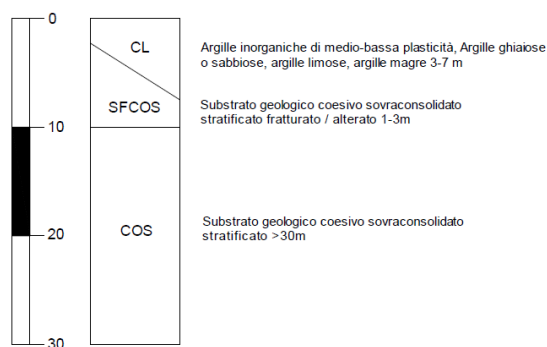 0
CL
Argille inorganiche di medio-bassa plasticità, Argille ghiaiose
o sabbiose, argille limose, argille magre 3-7 m
SFCOS
Substrato geologico coesivo sovraconsolidato
stratificato fratturato / alterato 1-3m
10
COS
Substrato geologico coesivo sovraconsolidato
stratificato >30m
20
30